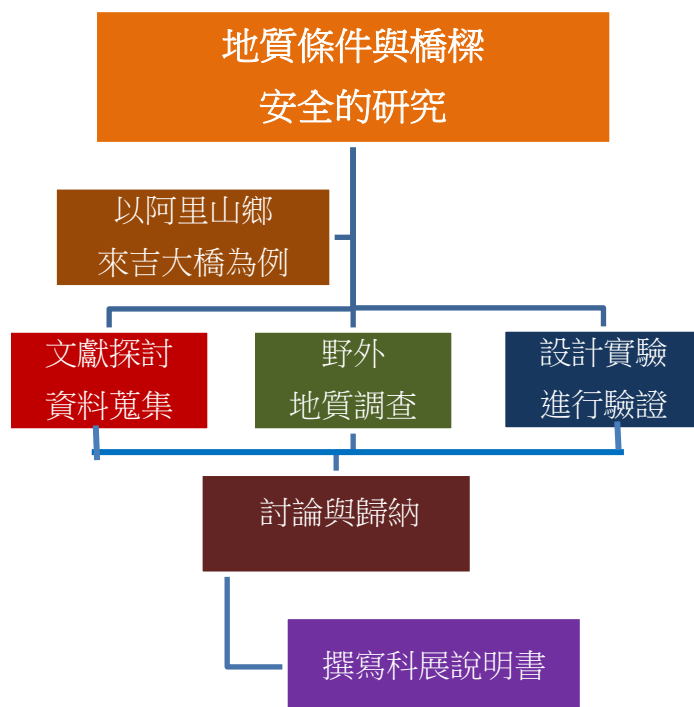 地質條件與橋樑
安全的研究
以阿里山鄉
來吉大橋為例
文獻探討
資料蒐集
野外
地質調查
設計實驗
進行驗證
討論與歸納
撰寫科展說明書